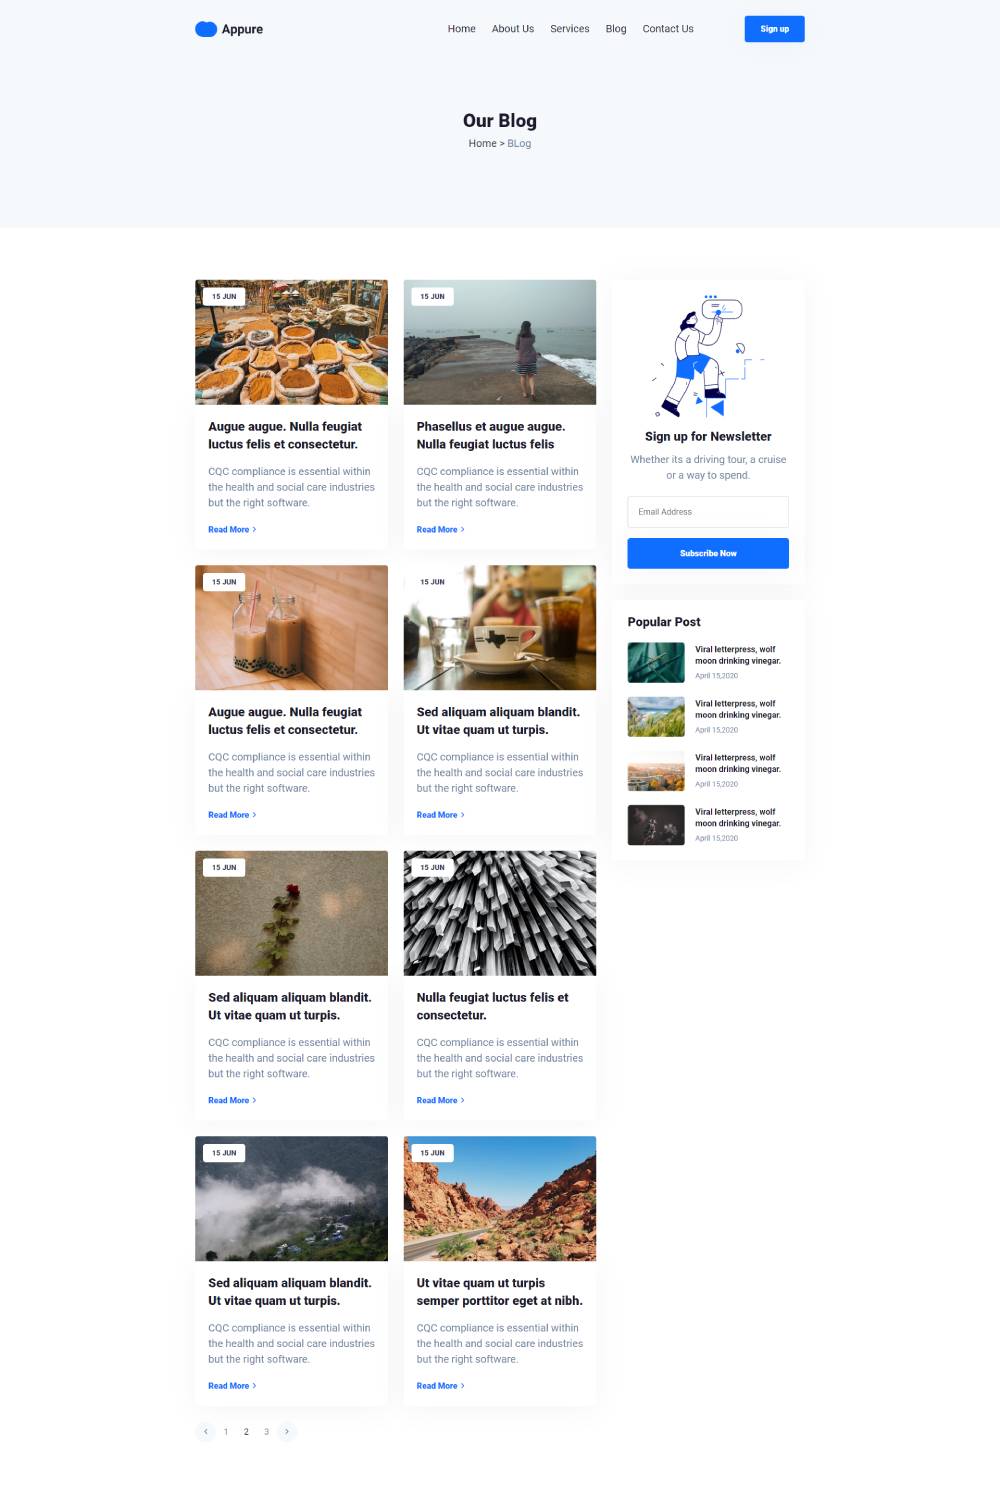 Appure
Home About Us Services Blog Contact Us
Sign up
Our Blog
Home > BLog
15 JUN
Augue augue. Nulla feugiat
luctus felis et consectetur.
CQC compliance is essential within
the health and social care industries
but the right software.
Read More
15 JUN
Phasellus et augue augue.
Nulla feugiat luctus felis
CQC compliance is essential within
the health and social care industries
but the right software.
Read More
15 JUN
Augue augue. Nulla feugiat
luctus felis et consectetur.
CQC compliance is essential within
the health and social care industries
but the right software.
Read More
15 JUN
Sed aliquam aliquam blandit.
Ut vitae quam ut turpis.
CQC compliance is essential within
the health and social care industries
but the right software.
Read More
15 JUN
Sed aliquam aliquam blandit.
Ut vitae quam ut turpis.
CQC compliance is essential within
the health and social care industries
but the right software.
Read More
Nulla feugiat luctus felis et
consectetur.
CQC compliance is essential within
the health and social care industries
but the right software.
Read More
15 JUN
15 JUN
Sed aliquam aliquam blandit.
Ut vitae quam ut turpis.
CQC compliance is essential within
the health and social care industries
but the right software.
Read More
15 JUN
Ut vitae quam ut turpis
semper porttitor eget at nibh.
CQC compliance is essential within
the health and social care industries
but the right software.
Read More
1 2 3
Sign up for Newsletter
Whether its a driving tour, a cruise
or a way to spend.
Email Address
Subscribe Now
Popular Post
Viral letterpress, wolf
moon drinking vinegar.
April 15,2020
Viral letterpress, wolf
moon drinking vinegar.
April 15,2020
Viral letterpress, wolf
moon drinking vinegar.
April 15,2020
Viral letterpress, wolf
moon drinking vinegar.
April 15,2020